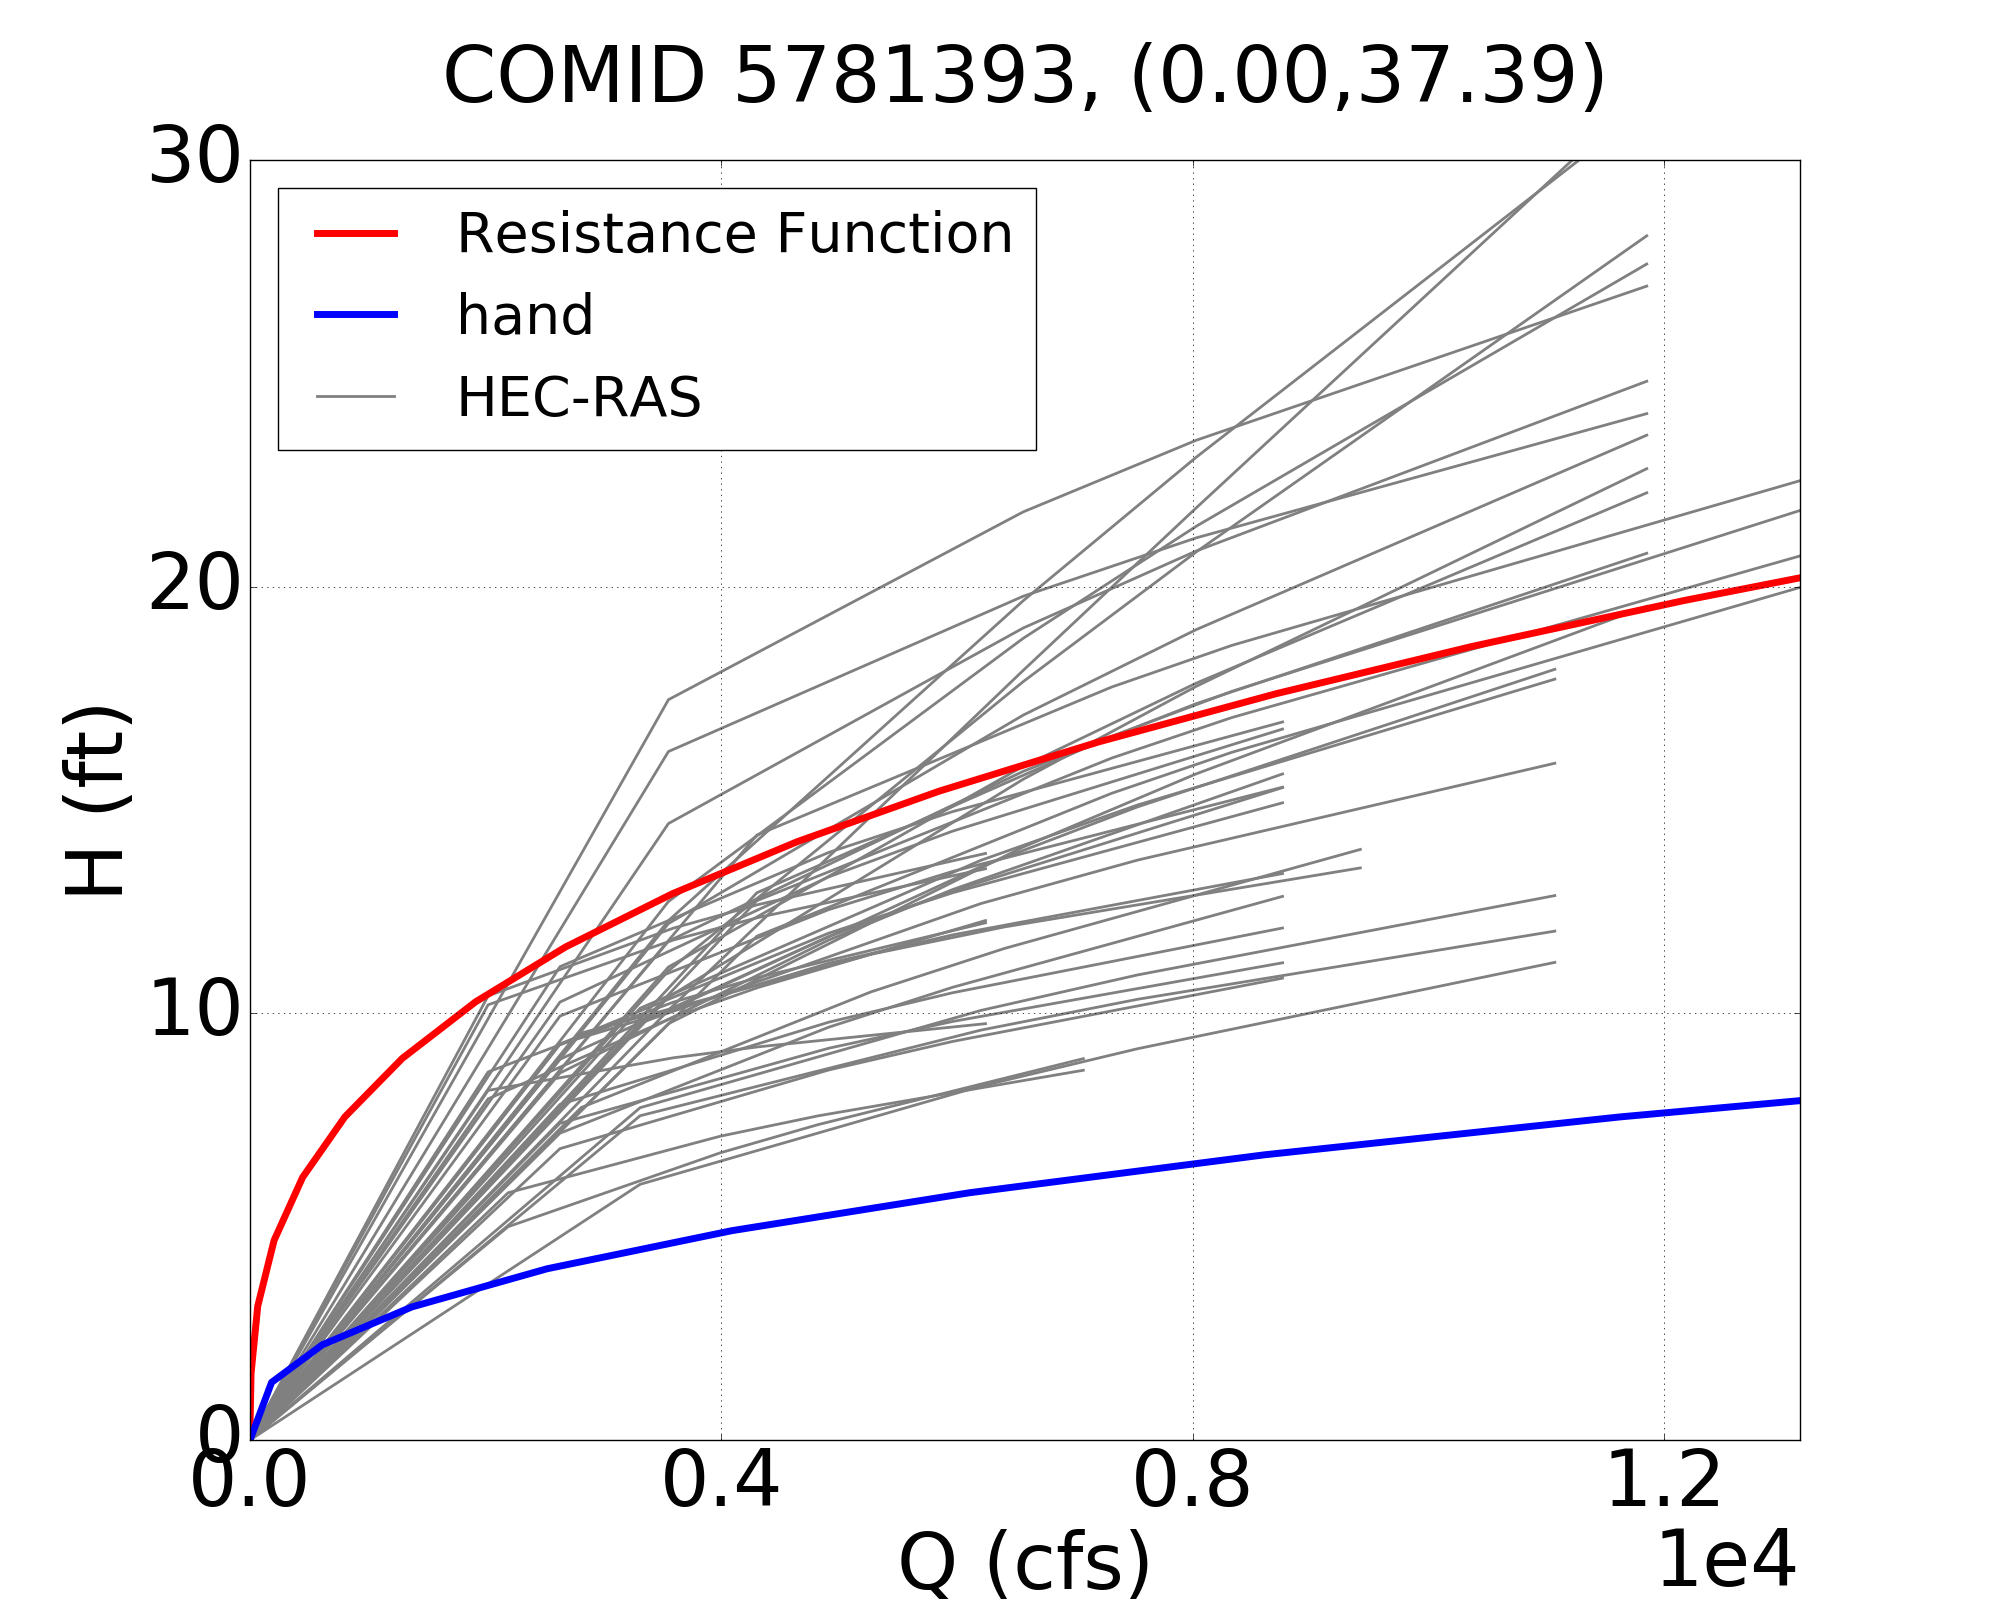 COMID 5781393, (0.00,37.39)
30
Resistance Function
hand
HEC-RAS
20
H (ft)
10
0
0.0 0.4 0.8 1.2
1e4
Q (cfs)